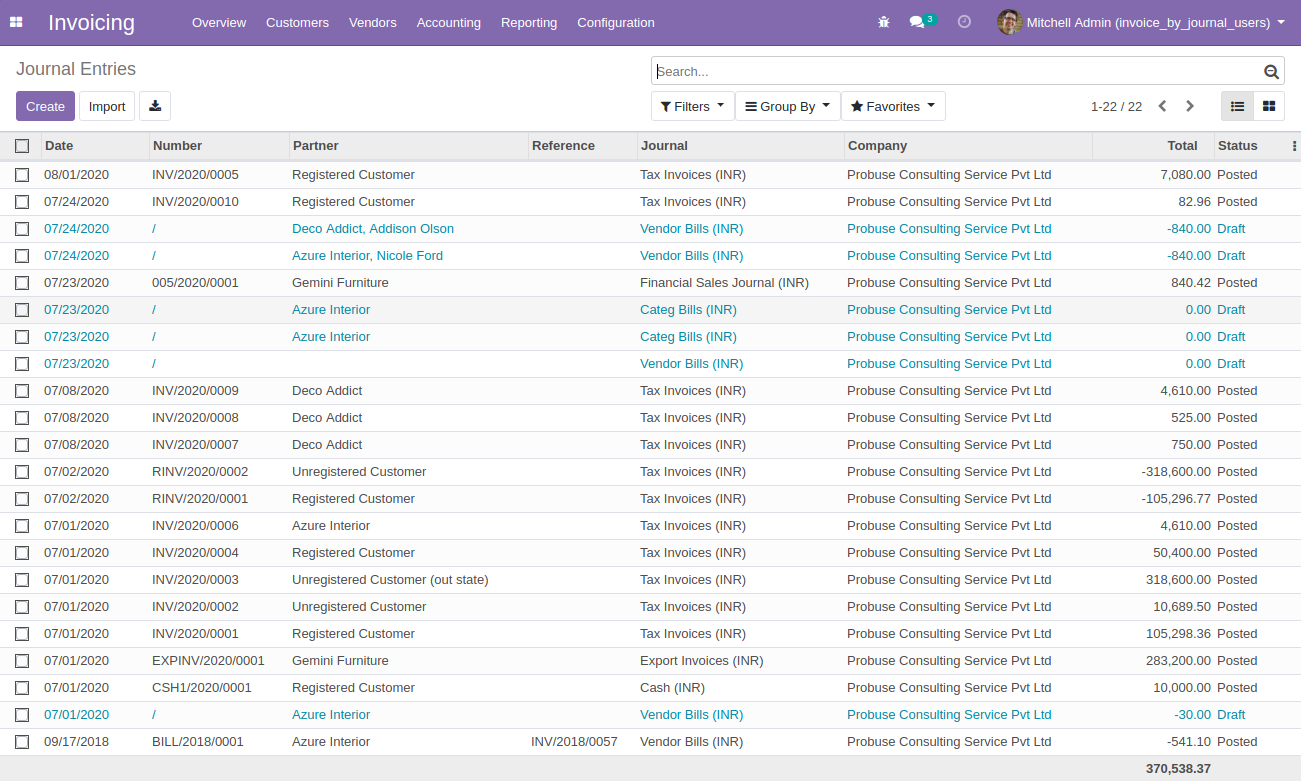 Invoicing Overview Customers Vendors Accounting Reporting Configuration 3 Mitchell Admin (invoice_by_journal_users)
Journal Entries Search...
Create Import Filters Group By Favorites 1-22 / 22
Date Number Partner Reference Journal Company Total Status
08/01/2020 INV/2020/0005 Registered Customer Tax Invoices (INR) Probuse Consulting Service Pvt Ltd 7,080.00 Posted
07/24/2020 INV/2020/0010 Registered Customer Tax Invoices (INR) Probuse Consulting Service Pvt Ltd 82.96 Posted
07/24/2020 / Deco Addict, Addison Olson Vendor Bills (INR) Probuse Consulting Service Pvt Ltd -840.00 Draft
07/24/2020 / Azure Interior, Nicole Ford Vendor Bills (INR) Probuse Consulting Service Pvt Ltd -840.00 Draft
07/23/2020 005/2020/0001 Gemini Furniture Financial Sales Journal (INR) Probuse Consulting Service Pvt Ltd 840.42 Posted
07/23/2020 / Azure Interior Categ Bills (INR) Probuse Consulting Service Pvt Ltd 0.00 Draft
07/23/2020 / Azure Interior Categ Bills (INR) Probuse Consulting Service Pvt Ltd 0.00 Draft
07/23/2020 / Vendor Bills (INR) Probuse Consulting Service Pvt Ltd 0.00 Draft
07/08/2020 INV/2020/0009 Deco Addict Tax Invoices (INR) Probuse Consulting Service Pvt Ltd 4,610.00 Posted
07/08/2020 INV/2020/0008 Deco Addict Tax Invoices (INR) Probuse Consulting Service Pvt Ltd 525.00 Posted
07/08/2020 INV/2020/0007 Deco Addict Tax Invoices (INR) Probuse Consulting Service Pvt Ltd 750.00 Posted
07/02/2020 RINV/2020/0002 Unregistered Customer Tax Invoices (INR) Probuse Consulting Service Pvt Ltd -318,600.00 Posted
07/02/2020 RINV/2020/0001 Registered Customer Tax Invoices (INR) Probuse Consulting Service Pvt Ltd -105,296.77 Posted
07/01/2020 INV/2020/0006 Azure Interior Tax Invoices (INR) Probuse Consulting Service Pvt Ltd 4,610.00 Posted
07/01/2020 INV/2020/0004 Registered Customer Tax Invoices (INR) Probuse Consulting Service Pvt Ltd 50,400.00 Posted
07/01/2020 INV/2020/0003 Unregistered Customer (out state) Tax Invoices (INR) Probuse Consulting Service Pvt Ltd 318,600.00 Posted
07/01/2020 INV/2020/0002 Unregistered Customer Tax Invoices (INR) Probuse Consulting Service Pvt Ltd 10,689.50 Posted
07/01/2020 INV/2020/0001 Registered Customer Tax Invoices (INR) Probuse Consulting Service Pvt Ltd 105,298.36 Posted
07/01/2020 EXPINV/2020/0001 Gemini Furniture Export Invoices (INR) Probuse Consulting Service Pvt Ltd 283,200.00 Posted
07/01/2020 CSH1/2020/0001 Registered Customer Cash (INR) Probuse Consulting Service Pvt Ltd 10,000.00 Posted
07/01/2020 / Azure Interior Vendor Bills (INR) Probuse Consulting Service Pvt Ltd -30.00 Draft
09/17/2018 BILL/2018/0001 Azure Interior INV/2018/0057 Vendor Bills (INR) Probuse Consulting Service Pvt Ltd -541.10 Posted
370,538.37